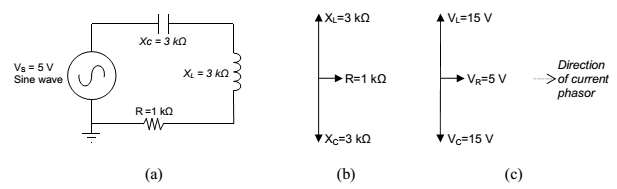 Xc = 3 kΩ
Vs = 5 V
Sine wave
XL = 3 kΩ
R =1 kΩ
(a)
XL=3 kΩ
R=1 kΩ
XC=3 kΩ
(b)
VL=15 V
VR=5 V
VC=15 V
Direction
of current
phasor
(c)